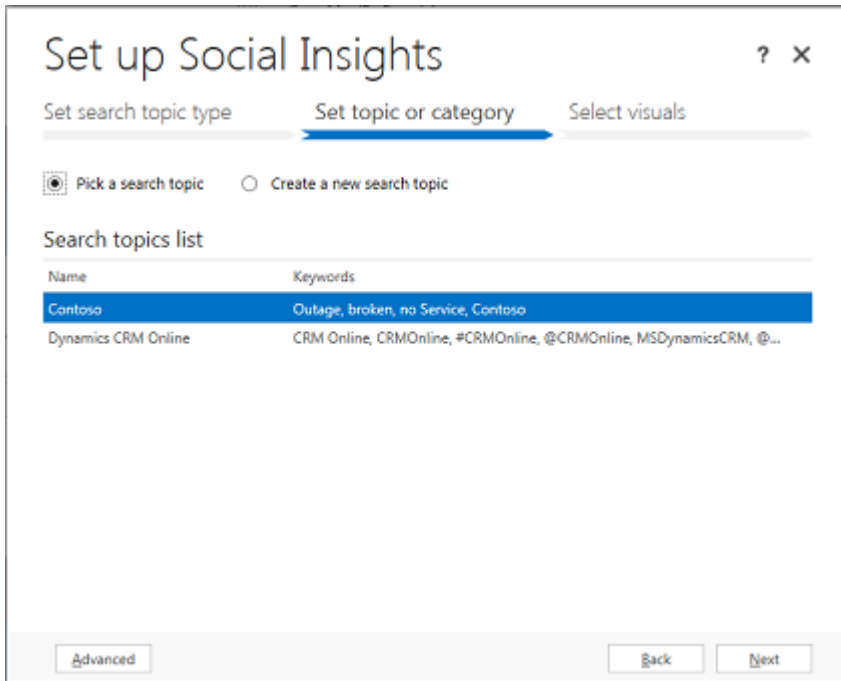 Set up Social Insights ? ✕
Set search topic type Set topic or category Select visuals
Pick a search topic Create a new search topic
Search topics list
Name Keywords
Contoso Outage, broken, no Service, Contoso
Dynamics CRM Online CRM Online, CRMOnline, #CRMOnline, @CRMOnline, MSDynamicsCRM, @...
Advanced Back Next